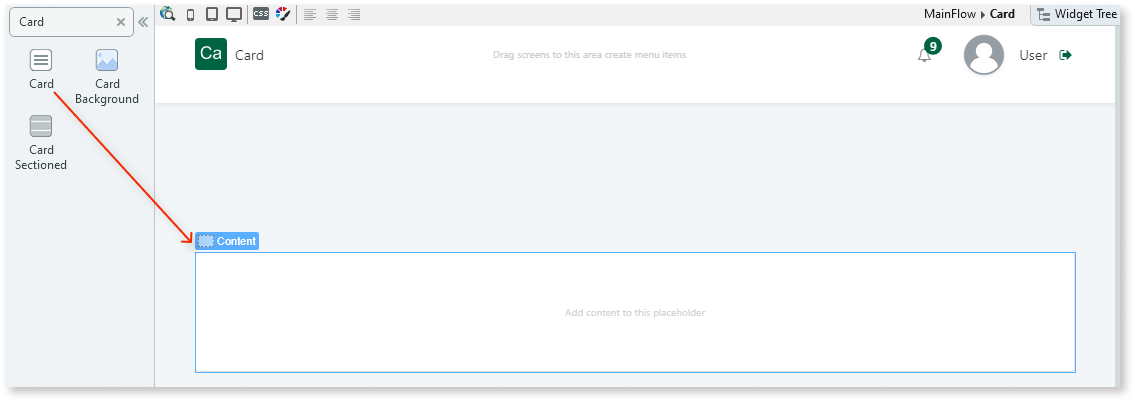 Card
Card
Card
Background
Card
Sectioned
css
MainFlow Card
Widget Tree
Ca Card
Drag screens to this area create menu items
9
User
Content
Add content to this placeholder